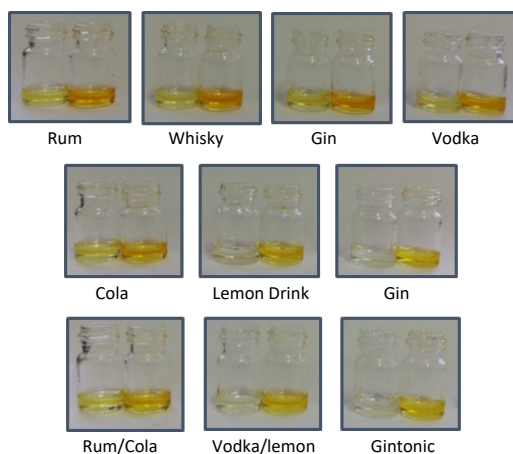 Rum Whisky Gin Vodka
Cola Lemon Drink Gin
Rum/Cola Vodka/lemon Gintonic